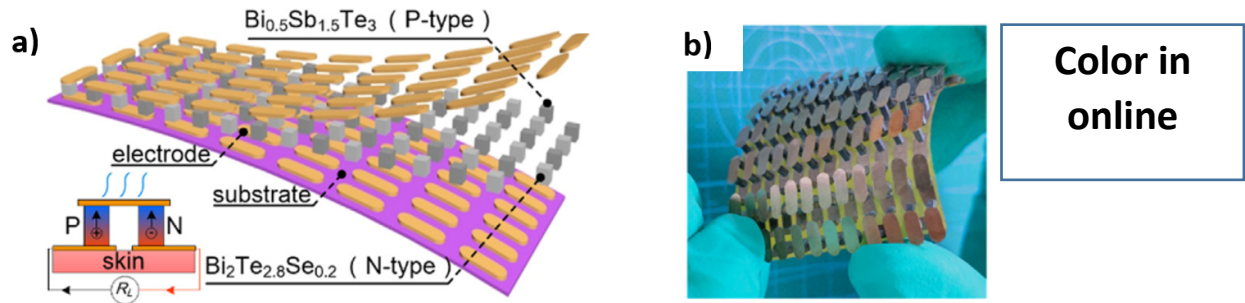 a)
Bi0.5Sb1.5Te3 ( P-type )
electrode
substrate
P
N
skin
RL
Bi2Te2.8Se0.2 ( N-type )
b)
Color in
online